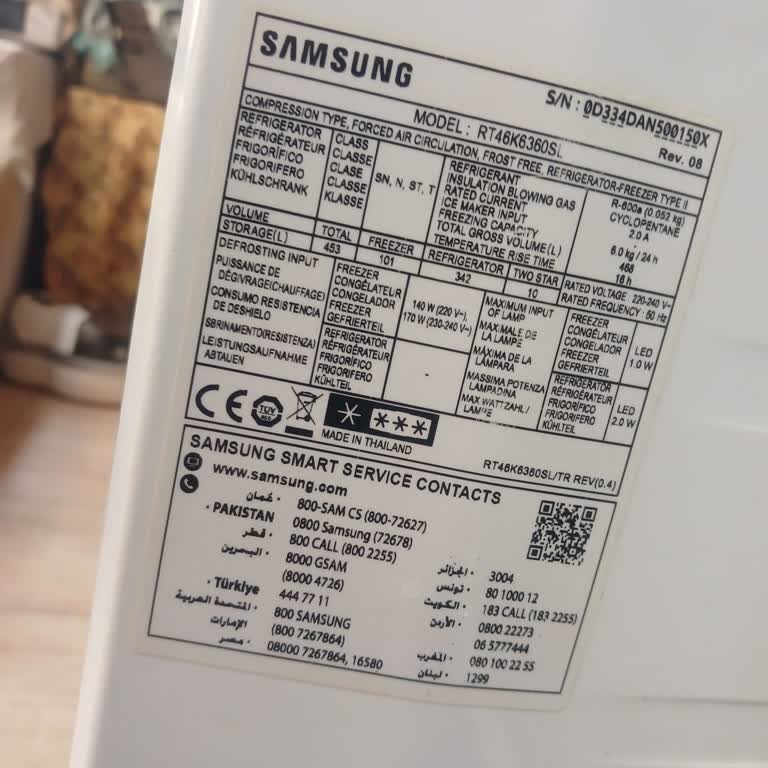 SAMSUNG
S/N : 0D334DAN500150X
MODEL : RT46K6360SL
Rev. 08
COMPRESSION TYPE, FORCED AIR CIRCULATION, FROST FREE, REFRIGERATOR-FREEZER TYPE II
REFRIGERATOR
RÉFRIGÉRATEUR
FRIGORÍFICO
FRIGORIFERO
KÜHLSCHRANK
CLASS
CLASSE
CLASE
CLASSE
KLASSE
SN, N, ST, T
REFRIGERANT
INSULATION BLOWING GAS
RATED CURRENT
ICE MAKER INPUT
FREEZING CAPACITY
TOTAL GROSS VOLUME(L)
TEMPERATURE RISE TIME
R-600a (0.052 kg)
CYCLOPENTANE
2.0 A
-
6.0 kg / 24 h
468
16 h
VOLUME
STORAGE(L)
TOTAL
453
FREEZER
101
REFRIGERATOR
342
TWO STAR
10
RATED VOLTAGE : 220-240 V~
RATED FREQUENCY : 50 Hz
DEFROSTING INPUT
PUISSANCE DE
DÉGIVRAGE(CHAUFFAGE)
CONSUMO RESISTENCIA
DE DESHIELO
SBRINAMENTO(RESISTENZA)
LEISTUNGSAUFNAHME
ABTAUEN
FREEZER
CONGÉLATEUR
CONGELADOR
FREEZER
GEFRIERTEIL
140 W (220 V~),
170 W (230-240 V~)
REFRIGERATOR
RÉFRIGÉRATEUR
FRIGORÍFICO
FRIGORIFERO
KÜHLTEIL
-
MAXIMUM INPUT
OF LAMP
MAXIMALE DE
LA LAMPE
MÁXIMA DE LA
LÁMPARA
MASSIMA POTENZA
LAMPADINA
MAX WATTZAHL/
LAMPE
FREEZER
CONGÉLATEUR
CONGELADOR
FREEZER
GEFRIERTEIL
LED
1.0 W
REFRIGERATOR
RÉFRIGÉRATEUR
FRIGORÍFICO
FRIGORIFERO
KÜHLTEIL
LED
2.0 W
CE
TÜV
MADE IN THAILAND
RT46K6360SL/TR REV(0.4)
SAMSUNG SMART SERVICE CONTACTS
www.samsung.com
عُمان · 800-SAM CS (800-72627)
· PAKISTAN 0800 Samsung (72678)
قطر · 800 CALL (800 2255)
البحرين · 8000 GSAM
(8000 4726)
· Türkiye 444 77 11
المتحدة العربية · 800 SAMSUNG
الإمارات (800 7267864)
مصر · 08000 7267864, 16580
الجزائر · 3004
تونس · 80 1000 12
الكويت · 183 CALL (183 2255)
الأردن · 0800 22273
06 5777444
المغرب · 080 100 22 55
لبنان · 1299